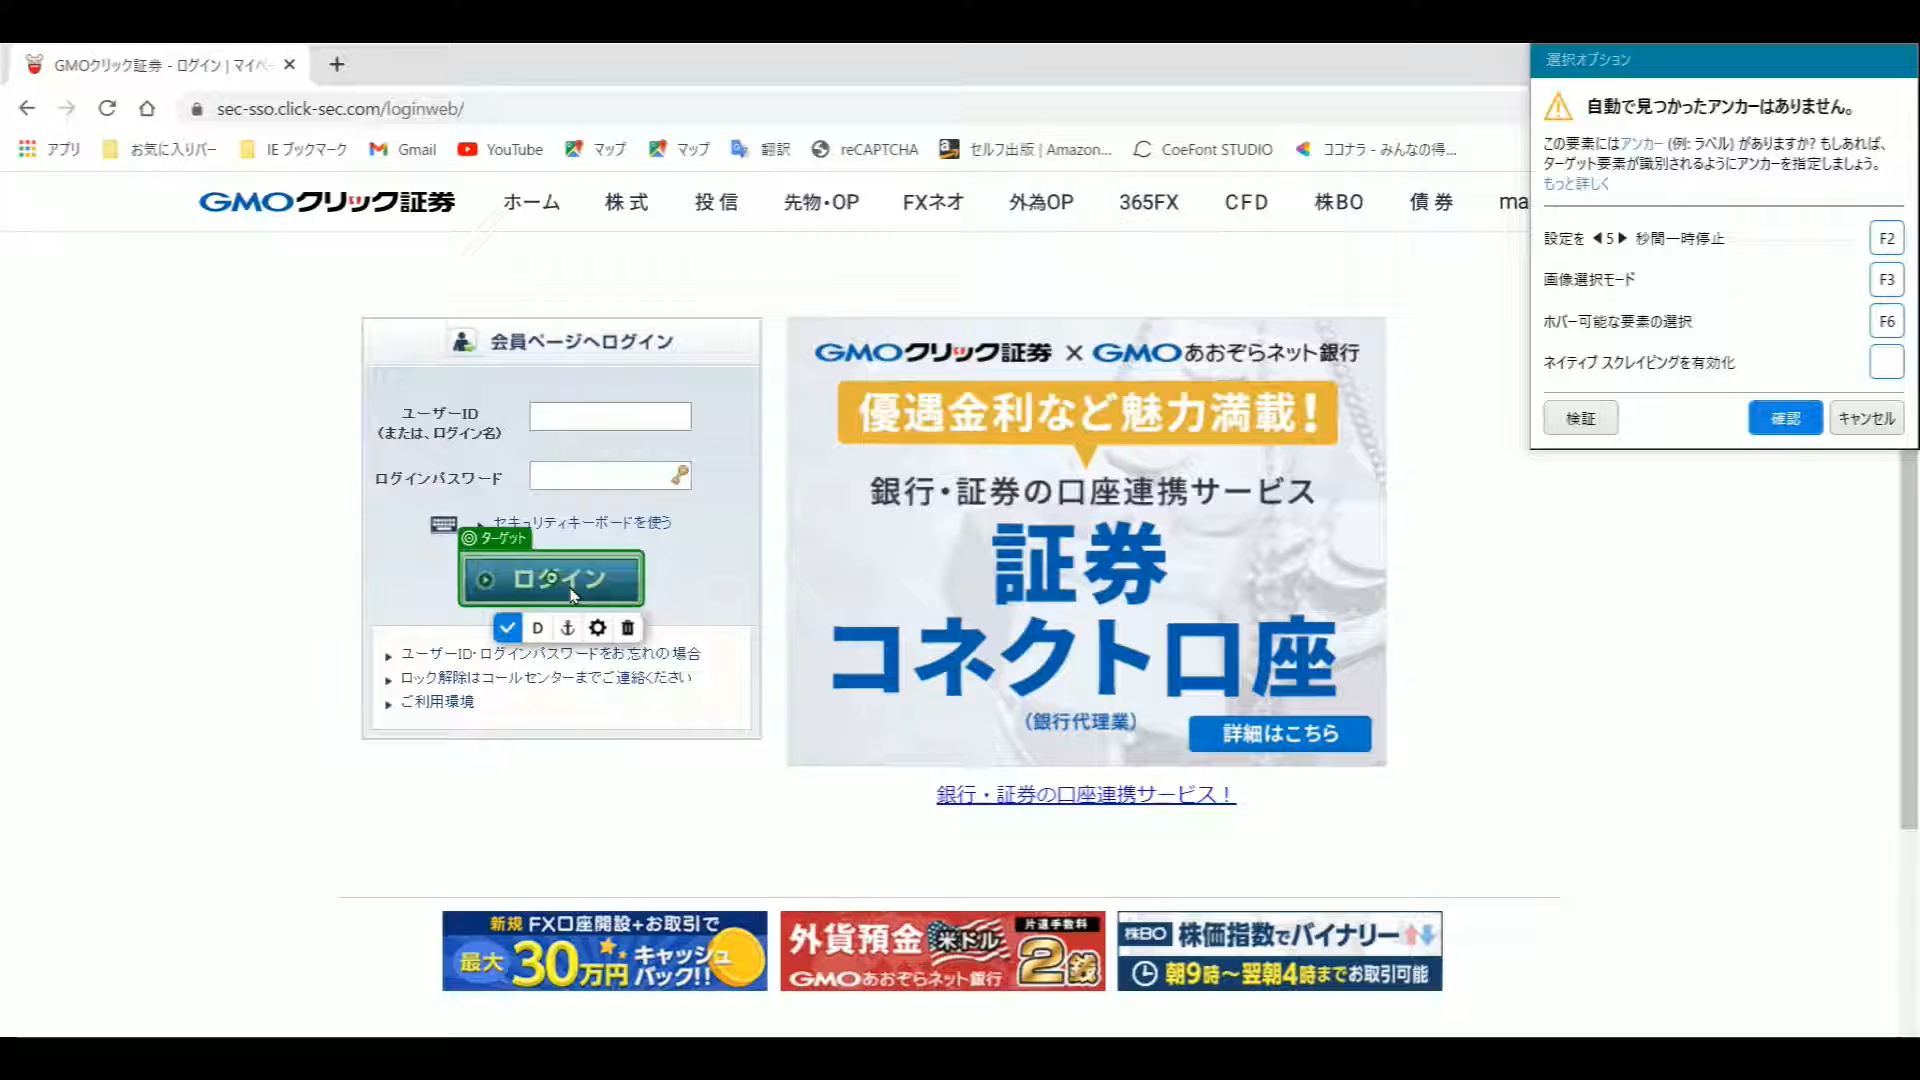 GMOクリック証券 - ログイン | マイペ
選択オプション
sec-sso.click-sec.com/loginweb/
アプリ お気に入りバー IE ブックマーク Gmail YouTube マップ マップ 翻訳 reCAPTCHA セルフ出版 | Amazon... CoeFont STUDIO ココナラ - みんなの得...
自動で見つかったアンカーはありません。
この要素にはアンカー (例: ラベル) がありますか? もしあれば、
ターゲット要素が識別されるようにアンカーを指定しましょう。
もっと詳しく
設定を ◀5▶ 秒間一時停止 F2
画像選択モード F3
ホバー可能な要素の選択 F6
ネイティブ スクレイピングを有効化
検証 確認 キャンセル
GMOクリック証券 ホーム 株式 投信 先物・OP FXネオ 外為OP 365FX CFD 株BO 債券 ma
会員ページへログイン
ユーザーID
(または、ログイン名)
ログインパスワード
セキュリティキーボードを使う
ターゲット
ログイン
D
ユーザーID・ログインパスワードをお忘れの場合
ロック解除はコールセンターまでご連絡ください
ご利用環境
GMOクリック証券 × GMOあおぞらネット銀行
優遇金利など魅力満載!
銀行・証券の口座連携サービス
証券
コネクト口座
(銀行代理業)
詳細はこちら
銀行・証券の口座連携サービス！
新規 FX口座開設+お取引で
最大 30万円 キャッシュ
バック!!
外貨預金 米ドル 片道手数料
2銭
GMOあおぞらネット銀行
株BO 株価指数でバイナリー
朝9時～翌朝4時までお取引可能